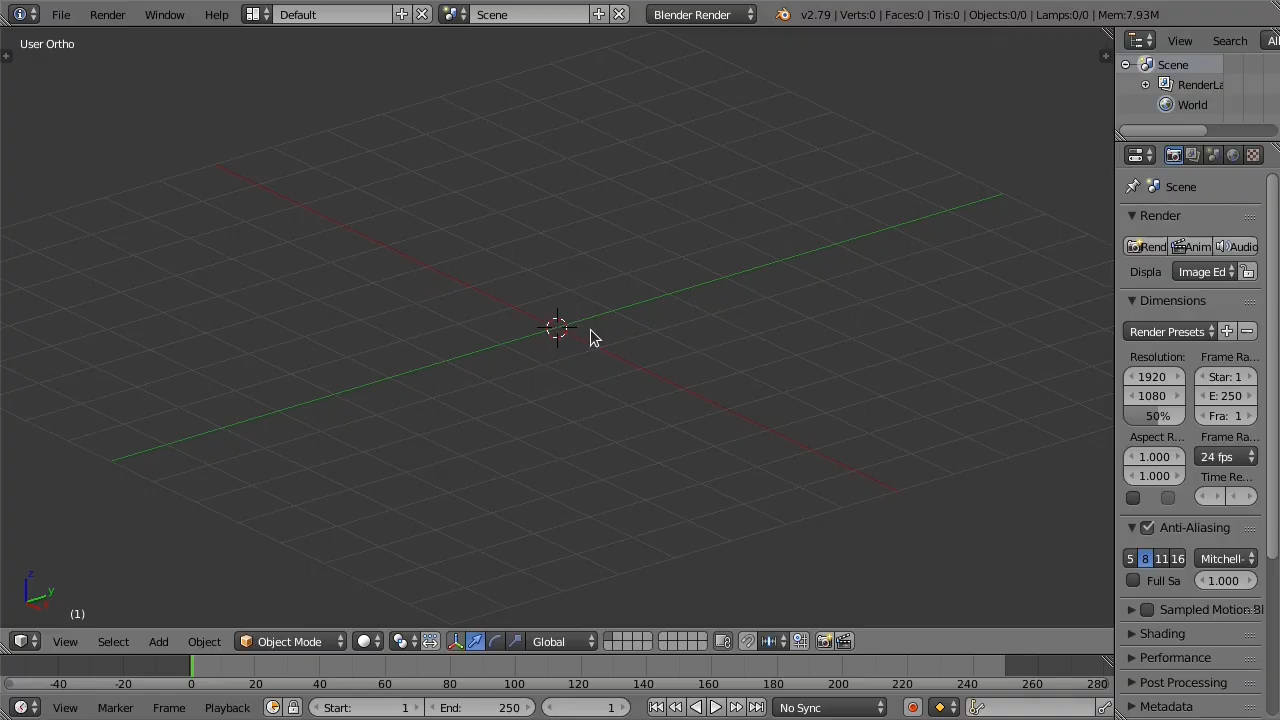 File Render Window Help Default Scene Blender Render v2.79 | Verts:0 | Faces:0 | Tris:0 | Objects:0/0 | Lamps:0/0 | Mem:7.93M
User Ortho
View Search All
Scene
RenderLa
World
Scene
Render
Rend Anim Audio
Displa Image Ed
Dimensions
Render Presets
Resolution: Frame Ra...
1920 Star: 1
1080 E: 250
50% Fra: 1
Aspect R... Frame Ra...
1.000 24 fps
1.000 Time Re...
Anti-Aliasing
5 8 11 16 Mitchell-
Full Sa 1.000
Sampled Motion Bl
Shading
Performance
Post Processing
Metadata
z
y
x
(1)
View Select Add Object Object Mode Global
-40 -20 0 20 40 60 80 100 120 140 160 180 200 220 240 260 280
View Marker Frame Playback Start: 1 End: 250 1 No Sync